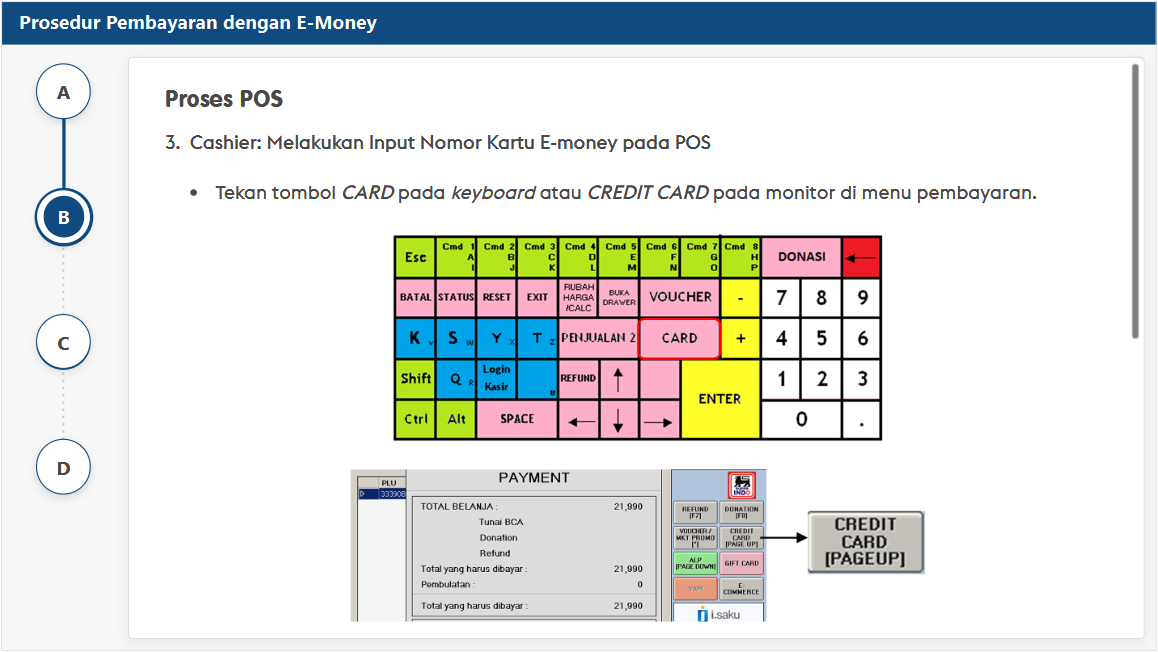 Prosedur Pembayaran dengan E-Money
A
B
C
D
Proses POS
3. Cashier: Melakukan Input Nomor Kartu E-money pada POS
• Tekan tombol CARD pada keyboard atau CREDIT CARD pada monitor di menu pembayaran.
Esc
Cmd 1 A I
Cmd 2 B J
Cmd 3 C K
Cmd 4 D L
Cmd 5 E M
Cmd 6 F N
Cmd 7 G O
Cmd 8 H P
DONASI
BATAL
STATUS
RESET
EXIT
RUBAH HARGA /CALC
BUKA DRAWER
VOUCHER
-
7
8
9
K V
S W
Y X
T Z
PENJUALAN 2
CARD
+
4
5
6
Shift
Q R
Login Kasir
U
REFUND
↑
ENTER
1
2
3
Ctrl
Alt
SPACE
←
↓
→
0
.
PLU
333908
PAYMENT
TOTAL BELANJA : 21,990
Tunai BCA
Donation
Refund
Total yang harus dibayar : 21,990
Pembulatan : 0
Total yang harus dibayar : 21,990
SUPER INDO
REFUND [F7]
DONATION [F8]
VOUCHER / MKT PROMO [*]
CREDIT CARD [PAGE UP]
ALP [PAGE DOWN]
GIFT CARD
YAP!
E-COMMERCE
i.saku
CREDIT
CARD
[PAGEUP]